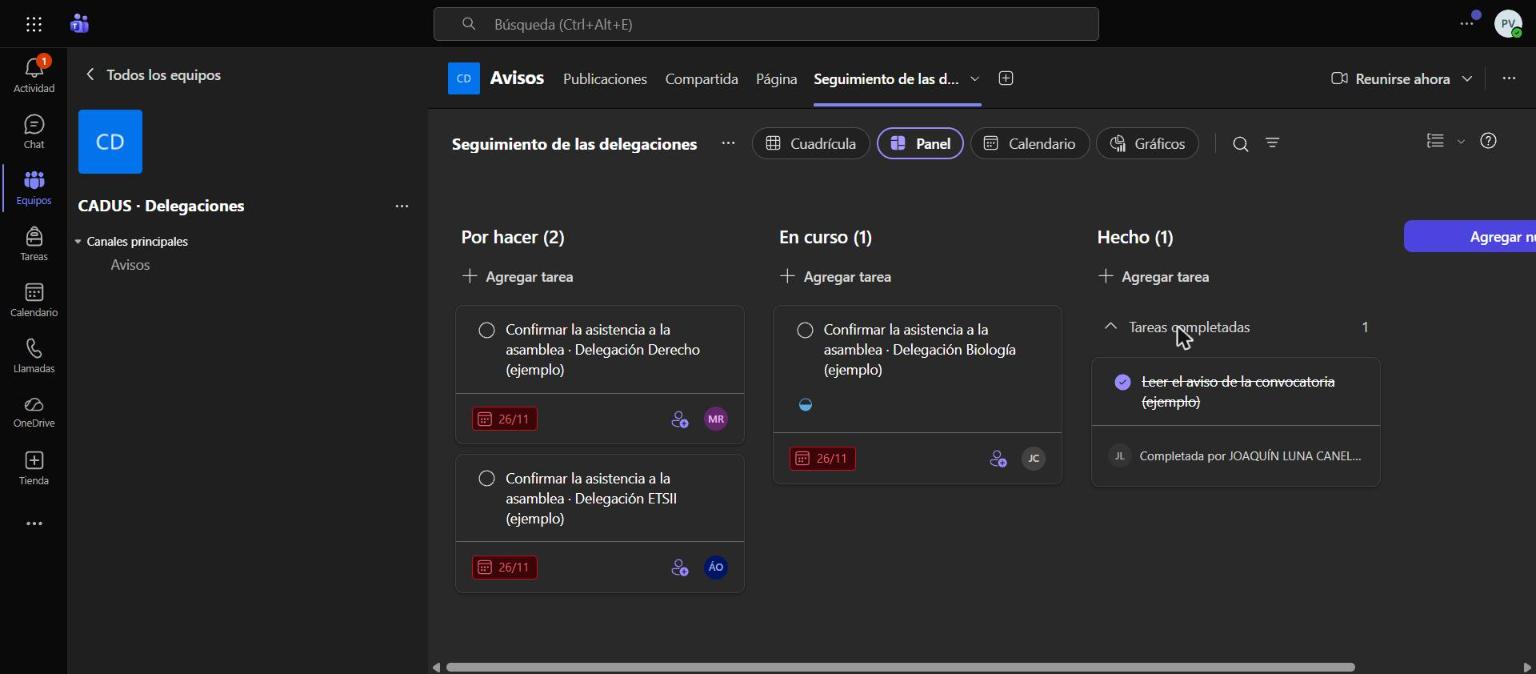 Búsqueda (Ctrl+Alt+E)
PV
1
Actividad
Chat
Equipos
Tareas
Calendario
Llamadas
OneDrive
Tienda
Todos los equipos
CD
CADUS · Delegaciones
Canales principales
Avisos
CD Avisos Publicaciones Compartida Página Seguimiento de las d... Reunirse ahora
Seguimiento de las delegaciones Cuadrícula Panel Calendario Gráficos
Por hacer (2)
Agregar tarea
Confirmar la asistencia a la
asamblea · Delegación Derecho
(ejemplo)
26/11 MR
Confirmar la asistencia a la
asamblea · Delegación ETSII
(ejemplo)
26/11 ÁO
En curso (1)
Agregar tarea
Confirmar la asistencia a la
asamblea · Delegación Biología
(ejemplo)
26/11 JC
Hecho (1)
Agregar tarea
Tareas completadas 1
Leer el aviso de la convocatoria
(ejemplo)
JL Completada por JOAQUÍN LUNA CANEL...
Agregar nu